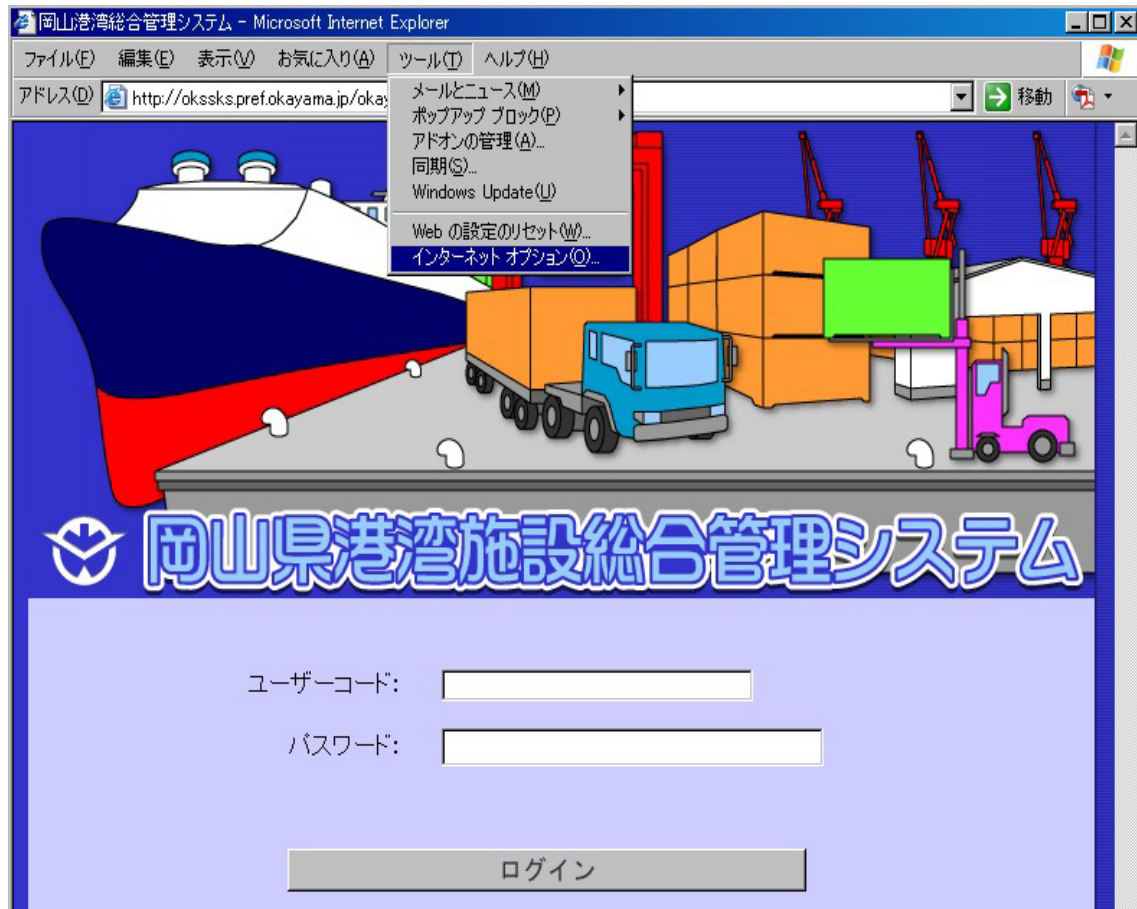 岡山港湾総合管理システム - Microsoft Internet Explorer
ファイル(F) 編集(E) 表示(V) お気に入り(A) ツール(T) ヘルプ(H)
アドレス(D) http://okssks.pref.okayama.jp/okay 移動
メールとニュース(M)
ポップアップ ブロック(P)
アドオンの管理(A)...
同期(S)...
Windows Update(U)
Web の設定のリセット(W)...
インターネット オプション(O)...
岡山県港湾施設総合管理システム
ユーザーコード:
パスワード:
ログイン